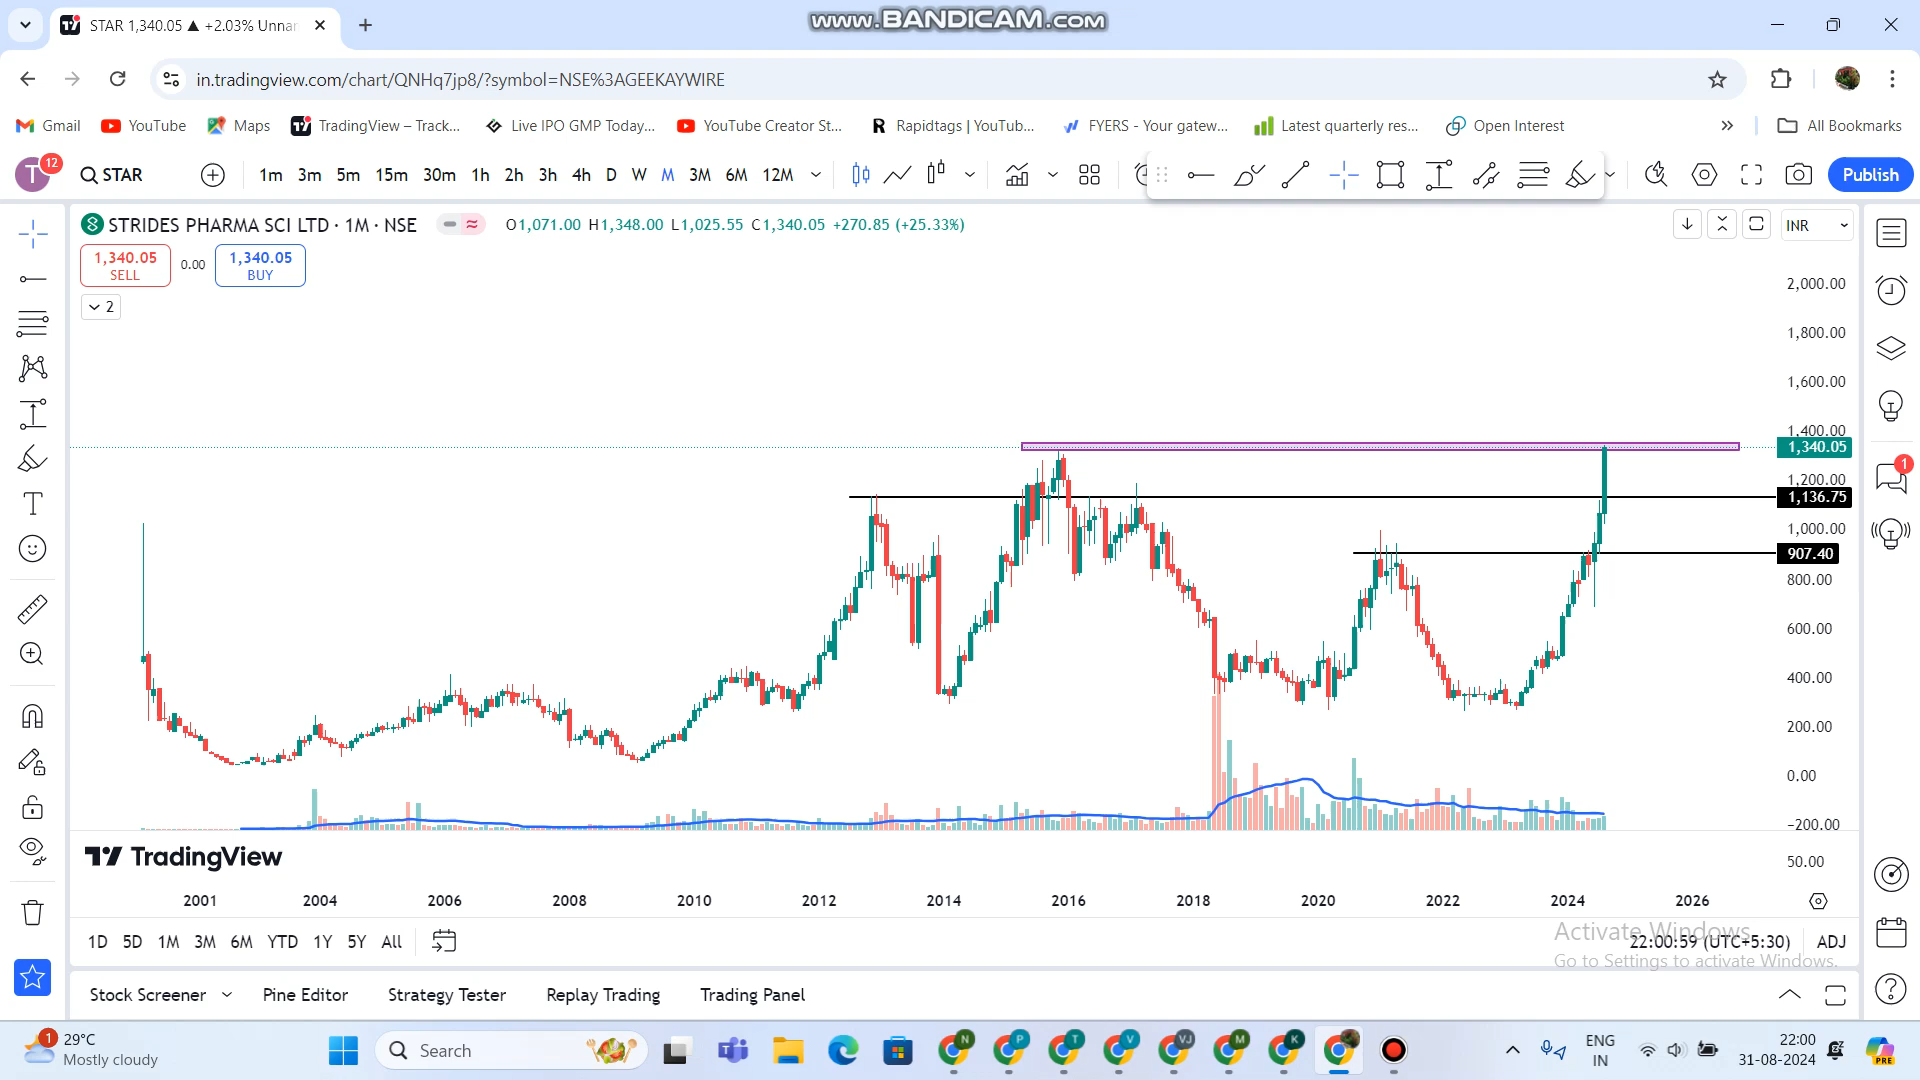 STAR 1,340.05 ▲ +2.03% Unnar
www.BANDICAM.com
in.tradingview.com/chart/QNHq7jp8/?symbol=NSE%3AGEEKAYWIRE
Gmail YouTube Maps TradingView – Track... Live IPO GMP Today... YouTube Creator St... Rapidtags | YouTub... FYERS - Your gatew... Latest quarterly res... Open Interest » All Bookmarks
T 12 STAR 1m 3m 5m 15m 30m 1h 2h 3h 4h D W M 3M 6M 12M Publish
STRIDES PHARMA SCI LTD · 1M · NSE O1,071.00 H1,348.00 L1,025.55 C1,340.05 +270.85 (+25.33%) INR
1,340.05 SELL 0.00 1,340.05 BUY
2
2,000.00
1,800.00
1,600.00
1,400.00
1,340.05
1,200.00
1,136.75
1,000.00
907.40
800.00
600.00
400.00
200.00
0.00
−200.00
50.00
1
TradingView
2001 2004 2006 2008 2010 2012 2014 2016 2018 2020 2022 2024 2026
1D 5D 1M 3M 6M YTD 1Y 5Y All 22:00:59 (UTC+5:30) ADJ
Activate Windows
Go to Settings to activate Windows.
Stock Screener Pine Editor Strategy Tester Replay Trading Trading Panel
1 29°C
Mostly cloudy
Search
N P T V VJ M K
ENG
IN
22:00
31-08-2024
PRE